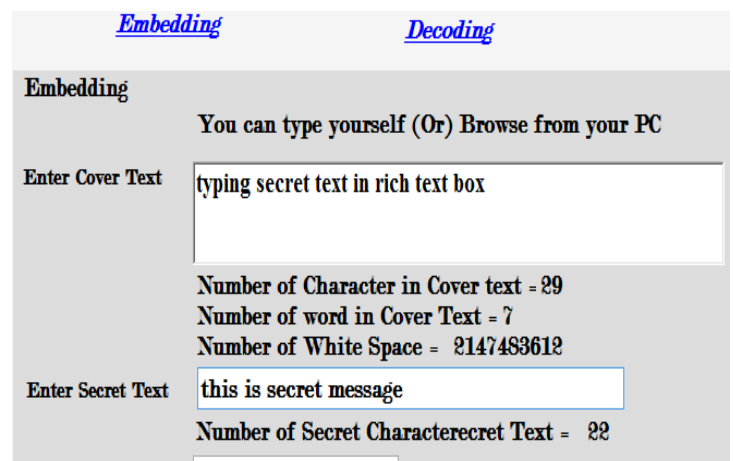 Embedding Decoding
Embedding
You can type yourself (Or) Browse from your PC
Enter Cover Text typing secret text in rich text box
Number of Character in Cover text = 29
Number of word in Cover Text = 7
Number of White Space = 2147483612
Enter Secret Text this is secret message
Number of Secret Characterecret Text = 22